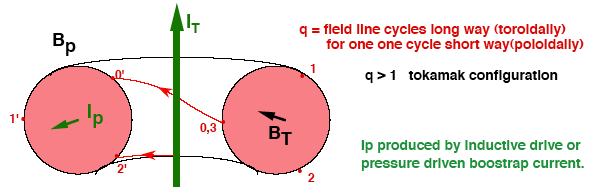 I_T
q = field line cycles long way (toroidally)
for one one cycle short way(poloidally)
B_p
q > 1 tokamak configuration
0'
1
1'
I_p
0,3
B_T
2'
2
Ip produced by inductive drive or
pressure driven boostrap current.